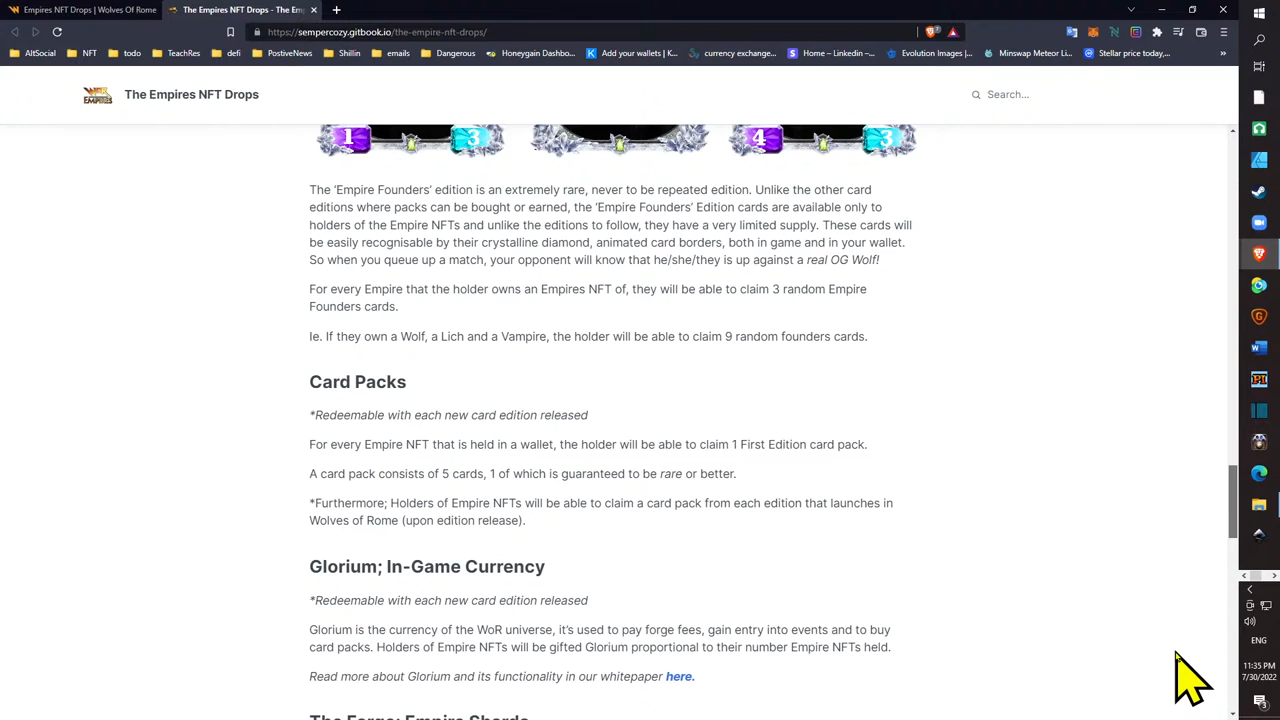 Empires NFT Drops | Wolves Of Rome
The Empires NFT Drops - The Em
https://sempercozy.gitbook.io/the-empire-nft-drops/
AltSocial
NFT
todo
TeachRes
defi
PostiveNews
Shillin
emails
Dangerous
Honeygain Dashbo...
Add your wallets | K...
currency exchange...
Home – Linkedin –...
Evolution Images |...
Minswap Meteor Li...
Stellar price today,...
The Empires NFT Drops
Search...
1
3
4
3
The ‘Empire Founders’ edition is an extremely rare, never to be repeated edition. Unlike the other card
editions where packs can be bought or earned, the ‘Empire Founders’ Edition cards are available only to
holders of the Empire NFTs and unlike the editions to follow, they have a very limited supply. These cards will
be easily recognisable by their crystalline diamond, animated card borders, both in game and in your wallet.
So when you queue up a match, your opponent will know that he/she/they is up against a real OG Wolf!
For every Empire that the holder owns an Empires NFT of, they will be able to claim 3 random Empire
Founders cards.
Ie. If they own a Wolf, a Lich and a Vampire, the holder will be able to claim 9 random founders cards.
Card Packs
*Redeemable with each new card edition released
For every Empire NFT that is held in a wallet, the holder will be able to claim 1 First Edition card pack.
A card pack consists of 5 cards, 1 of which is guaranteed to be rare or better.
*Furthermore; Holders of Empire NFTs will be able to claim a card pack from each edition that launches in
Wolves of Rome (upon edition release).
Glorium; In-Game Currency
*Redeemable with each new card edition released
Glorium is the currency of the WoR universe, it’s used to pay forge fees, gain entry into events and to buy
card packs. Holders of Empire NFTs will be gifted Glorium proportional to their number Empire NFTs held.
Read more about Glorium and its functionality in our whitepaper here.
The Forge; Empire Shards
ENG
11:35 PM
7/30/2022